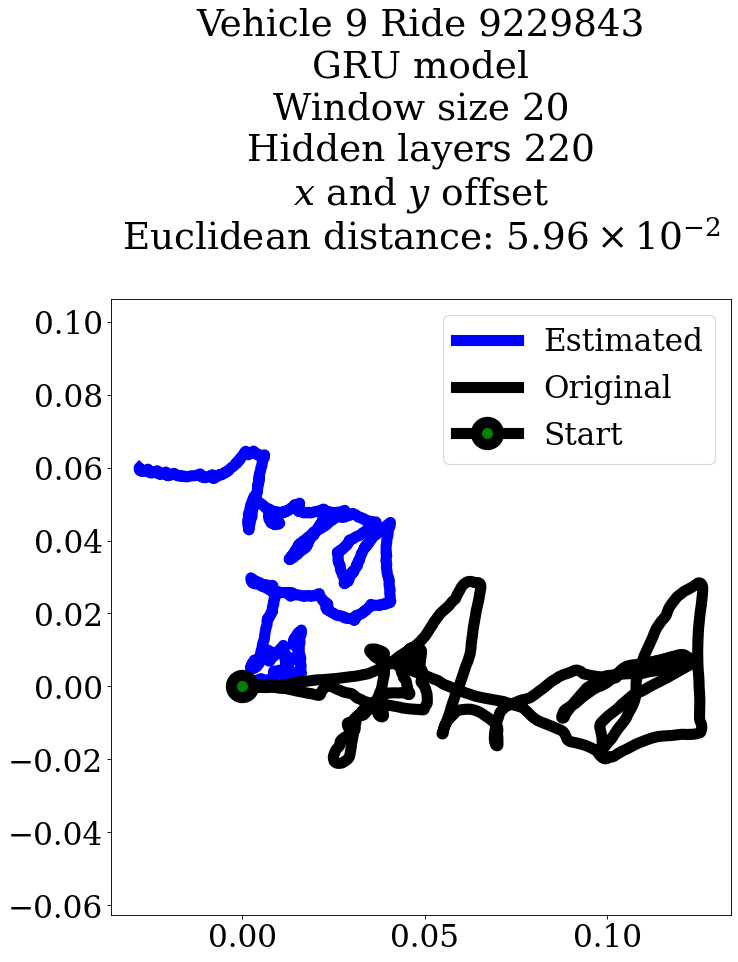 Vehicle 9 Ride 9229843
GRU model
Window size 20
Hidden layers 220
x and y offset
Euclidean distance: 5.96 × 10⁻²
Estimated
Original
Start
0.10
0.08
0.06
0.04
0.02
0.00
−0.02
−0.04
−0.06
0.00 0.05 0.10